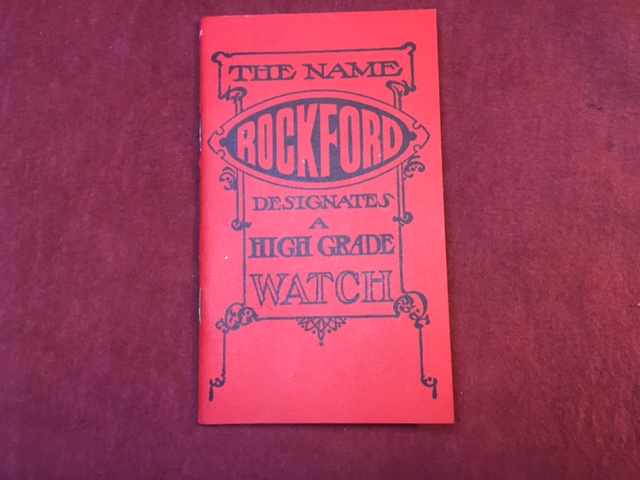 THE NAME
ROCKFORD
DESIGNATES
A
HIGH GRADE
WATCH